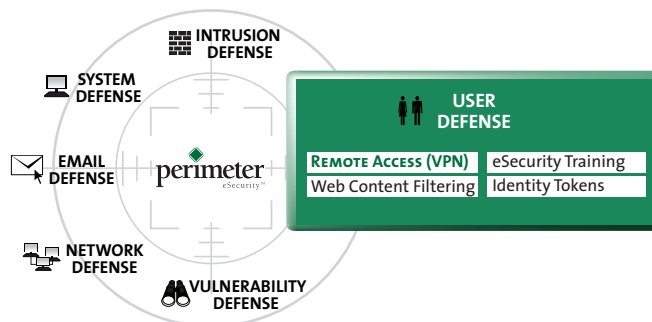 INTRUSION
DEFENSE
SYSTEM
DEFENSE
EMAIL
DEFENSE
NETWORK
DEFENSE
VULNERABILITY
DEFENSE
perimeter
eSecurity™
USER
DEFENSE
REMOTE ACCESS (VPN)
eSecurity Training
Web Content Filtering
Identity Tokens